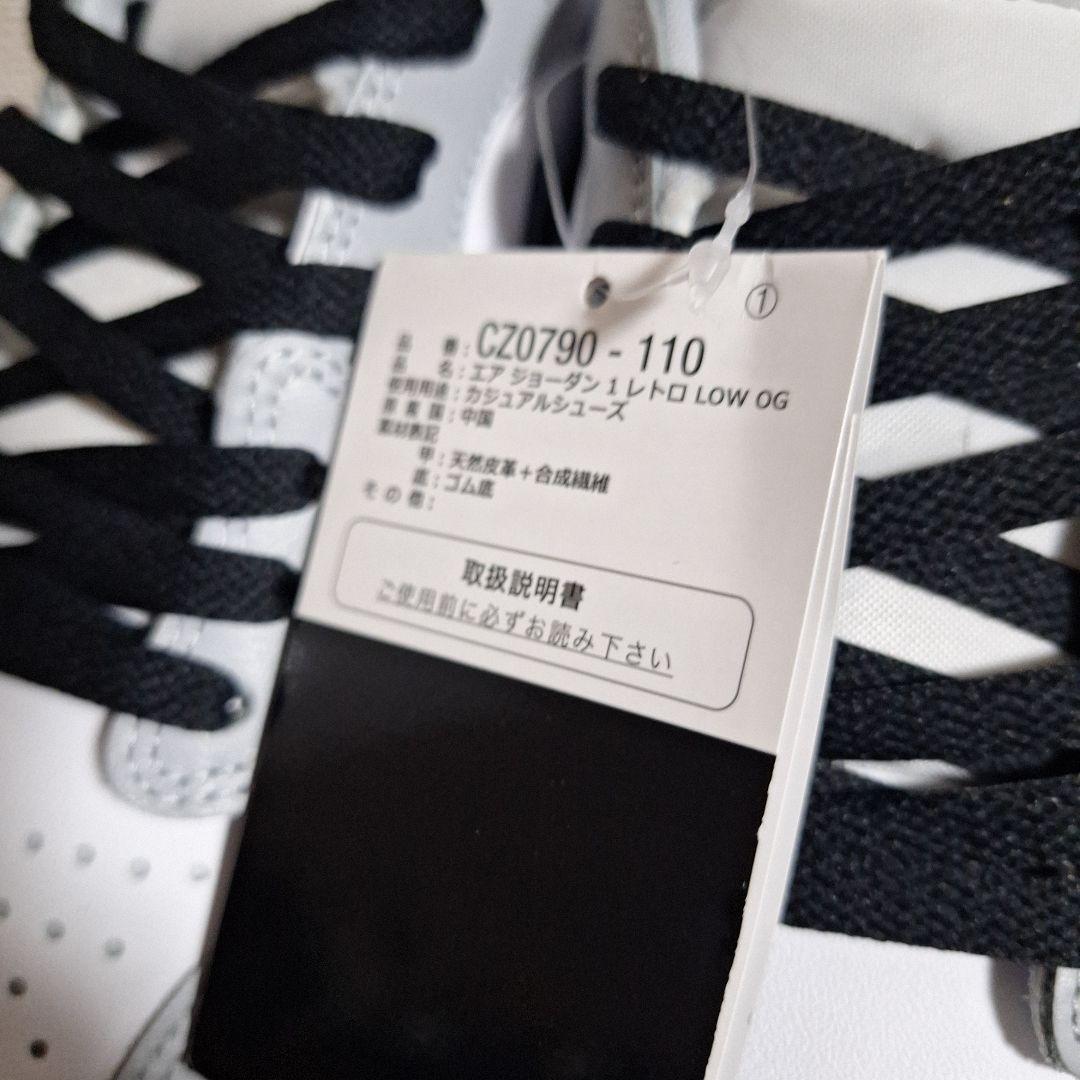 ①
品番：CZ0790 - 110
品名：エア ジョーダン 1 レトロ LOW OG
使用用途：カジュアルシューズ
原産国：中国
素材表記
甲：天然皮革＋合成繊維
底：ゴム底
その他：
取扱説明書
ご使用前に必ずお読み下さい